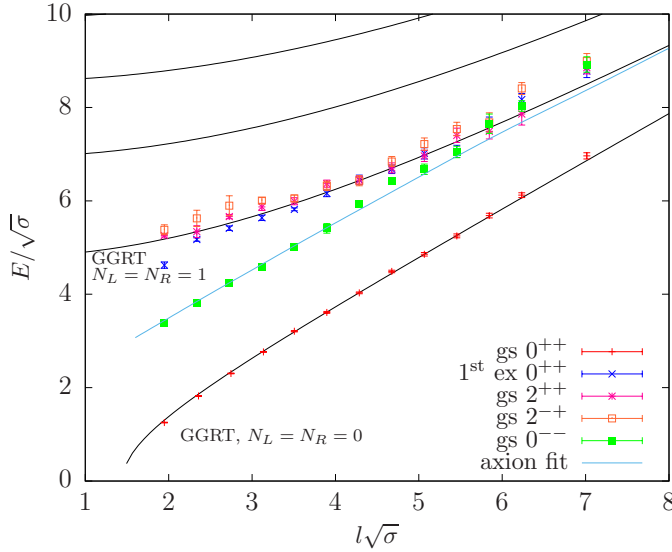 10
8
6
4
2
0
E/√σ
GGRT
N_L = N_R = 1
GGRT, N_L = N_R = 0
gs 0^{++}
1^{st} ex 0^{++}
gs 2^{++}
gs 2^{-+}
gs 0^{--}
axion fit
1 2 3 4 5 6 7 8
l√σ